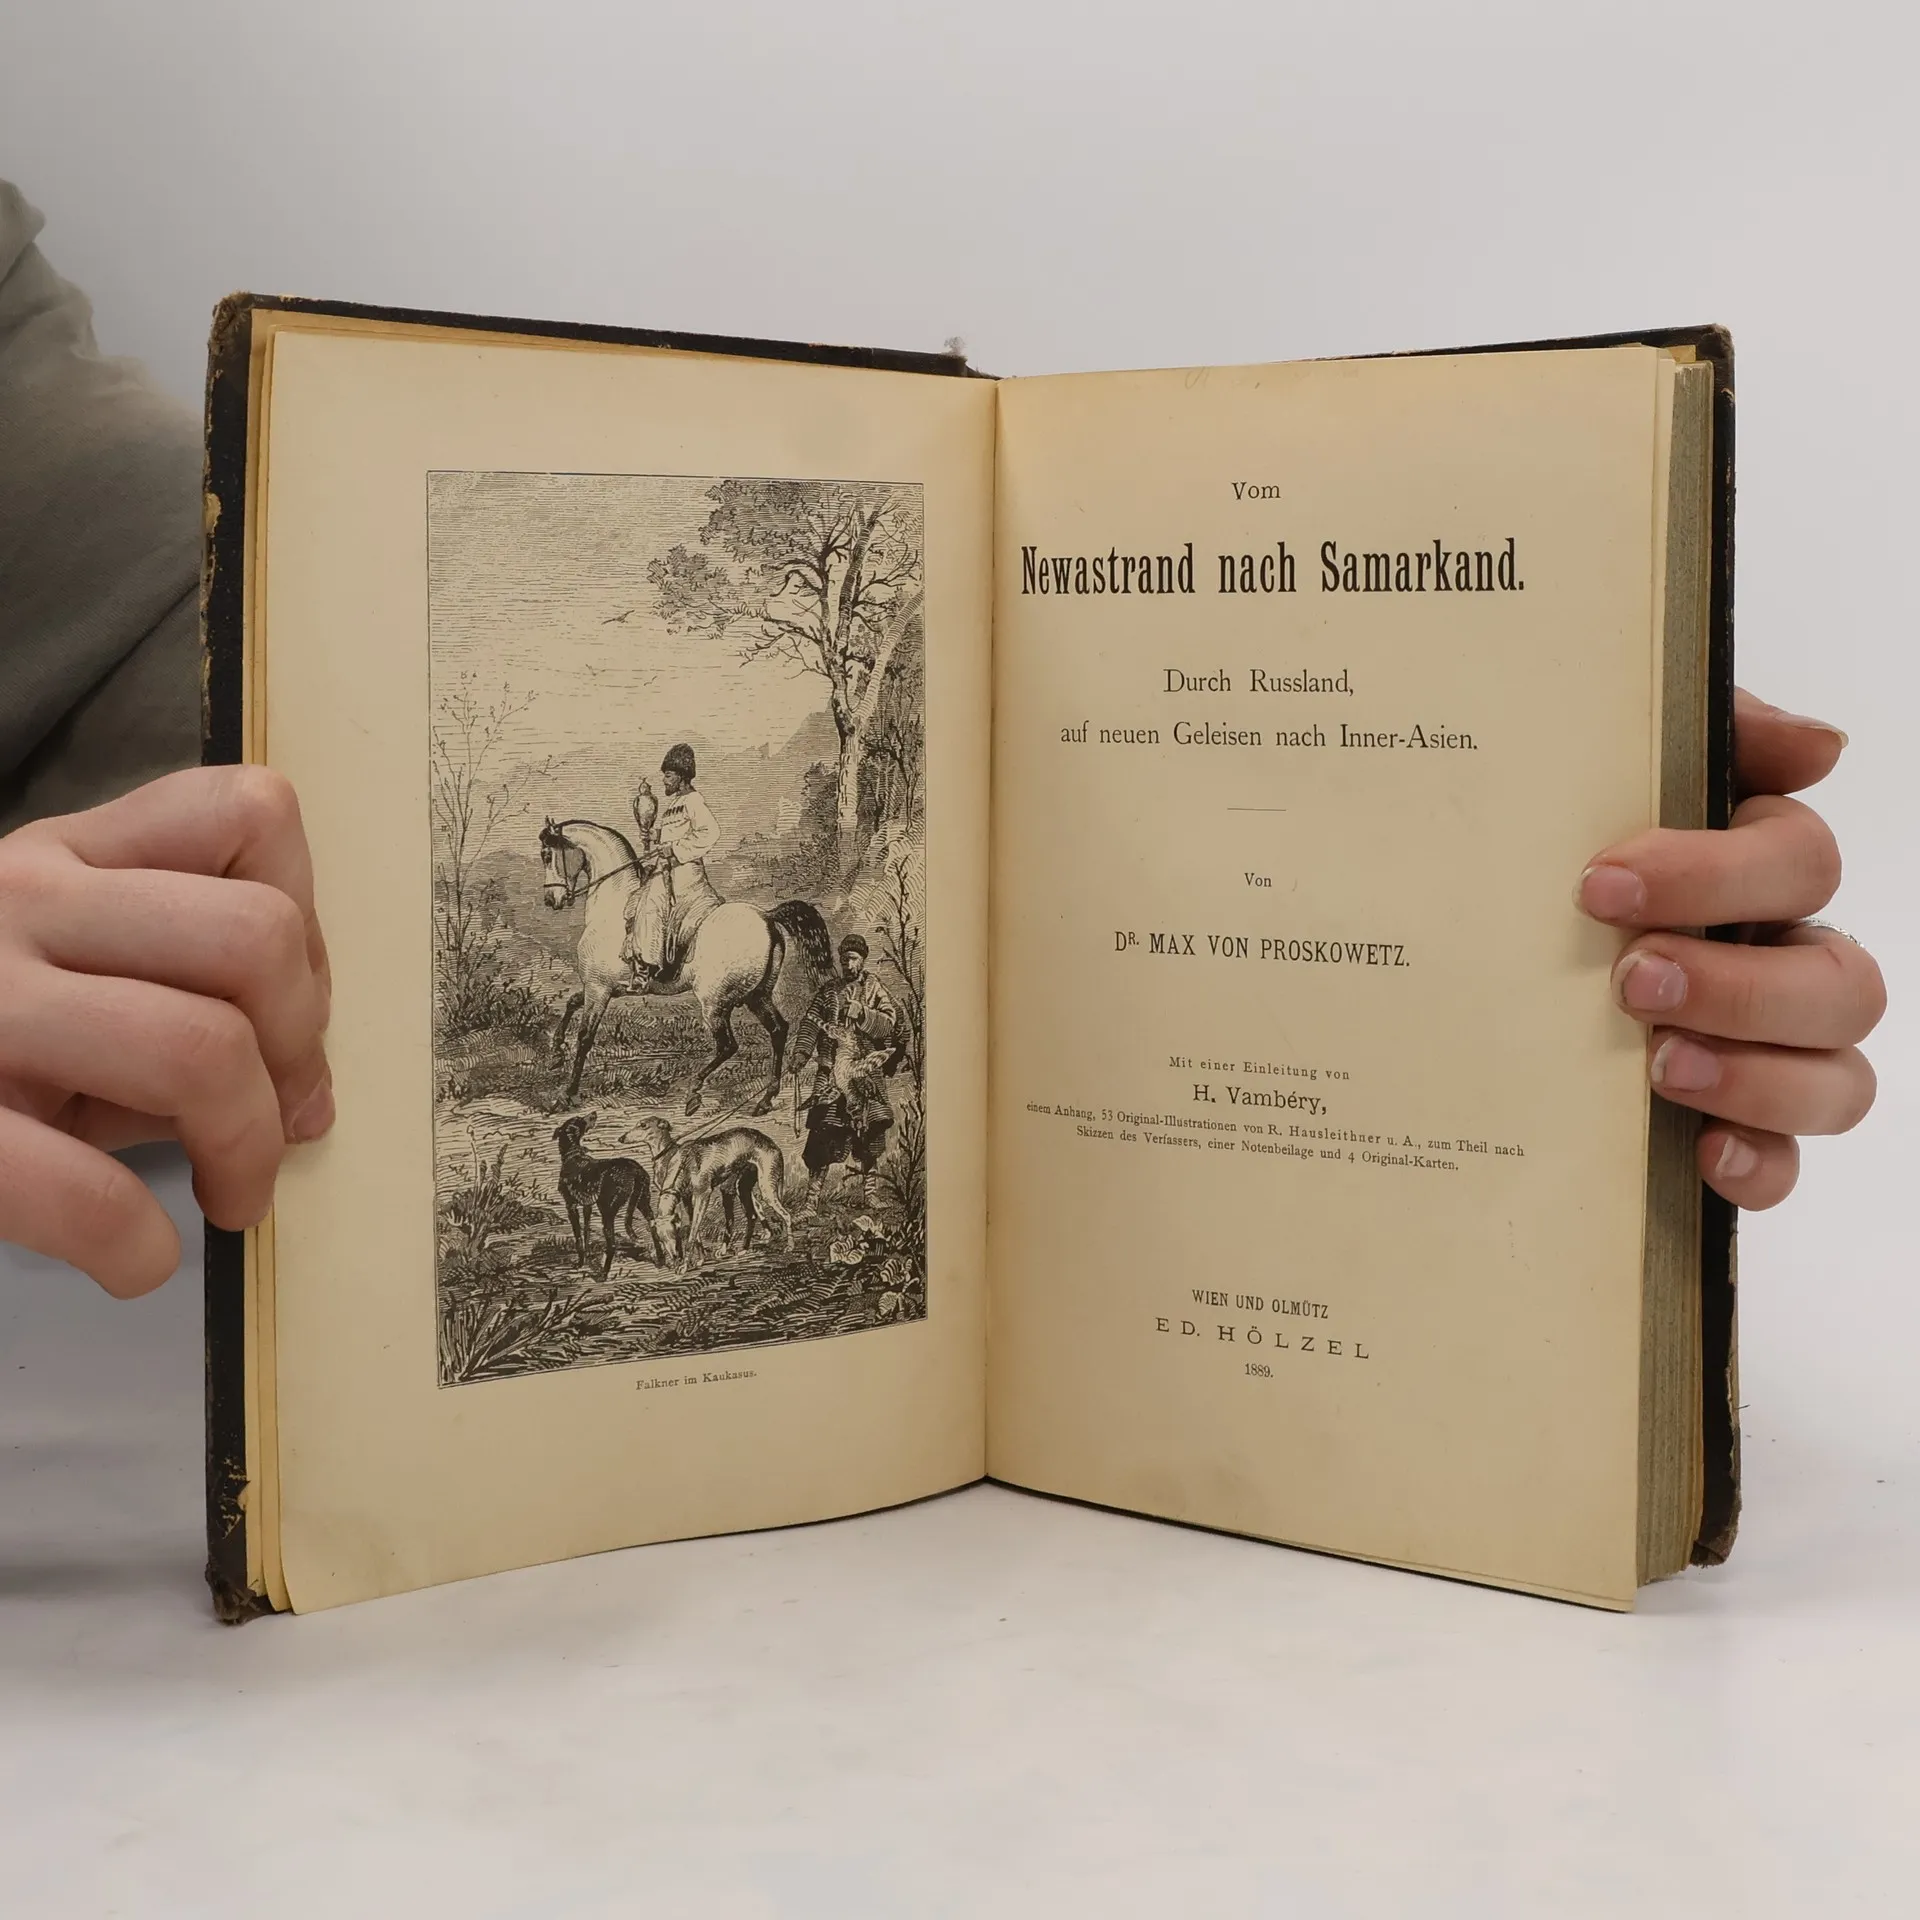 Falkner im Kaukasus.
Vom
Newastrand nach Samarkand.
Durch Russland,
auf neuen Geleisen nach Inner-Asien.
Von
DR. MAX VON PROSKOWETZ.
Mit einer Einleitung von
H. Vambéry,
einem Anhang, 53 Original-Illustrationen von R. Hausleithner u. A., zum Theil nach
Skizzen des Verfassers, einer Notenbeilage und 4 Original-Karten.
WIEN UND OLMÜTZ
ED. HÖLZEL
1889.